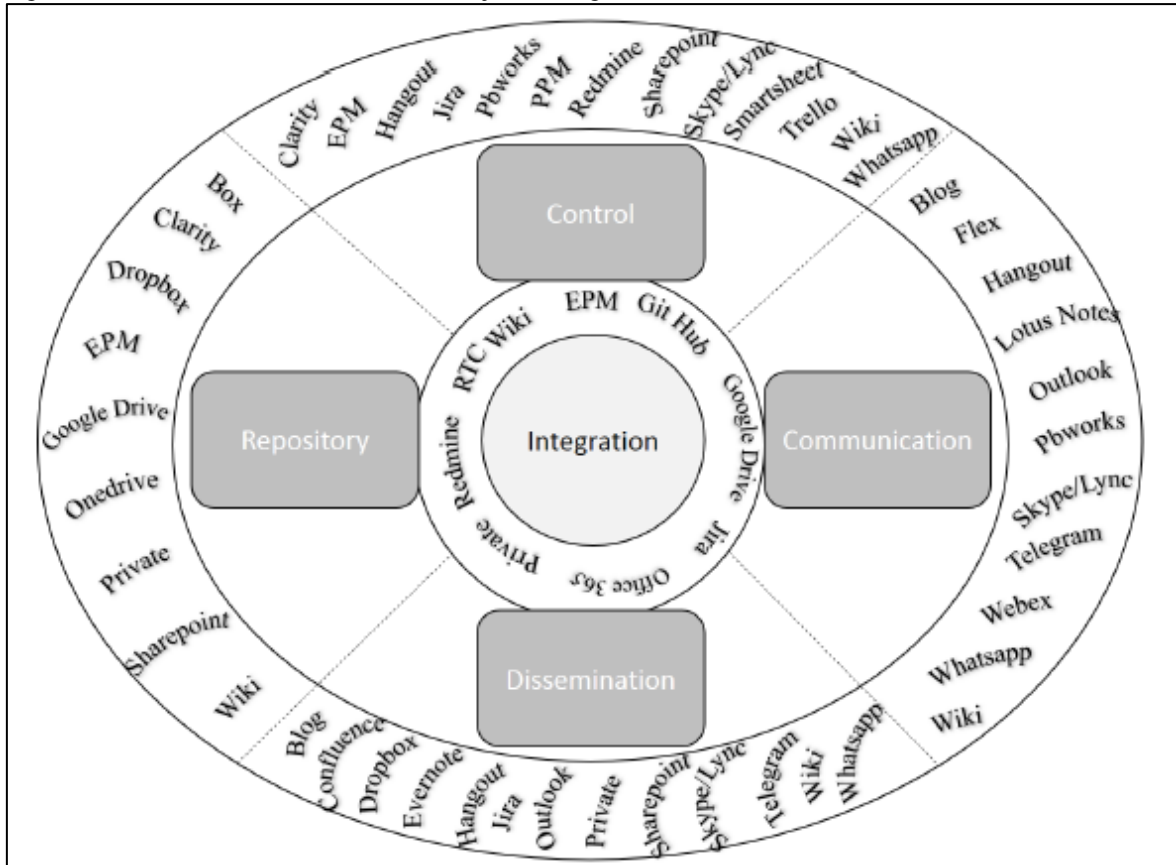 Clarity
EPM
Hangout
Jira
Pbworks
PPM
Redmine
Sharepoint
Skype/Lync
Smartsheet
Trello
Wiki
Whatsapp
Blog
Flex
Hangout
Lotus Notes
Outlook
Pbworks
Skype/Lync
Telegram
Webex
Whatsapp
Wiki
Blog
Confluence
Dropbox
Evernote
Hangout
Jira
Outlook
Private
Sharepoint
Skype/Lync
Telegram
Wiki
Whatsapp
Box
Clarity
Dropbox
EPM
Google Drive
Onedrive
Private
Sharepoint
Wiki
Control
Communication
Dissemination
Repository
EPM
Git Hub
Google Drive
Jira
Office 365
Private
Redmine
RTC
Wiki
Integration